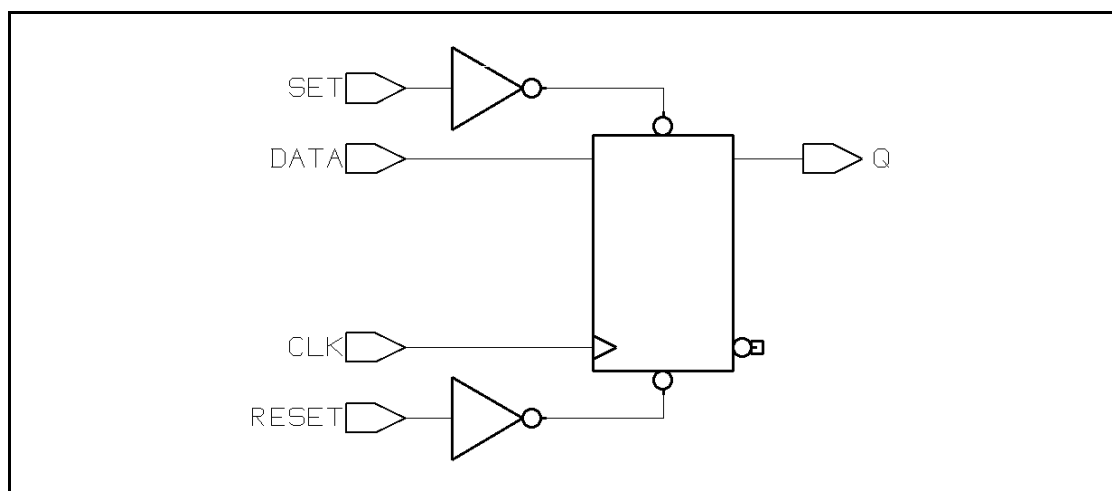 SET
DATA
Q
CLK
RESET